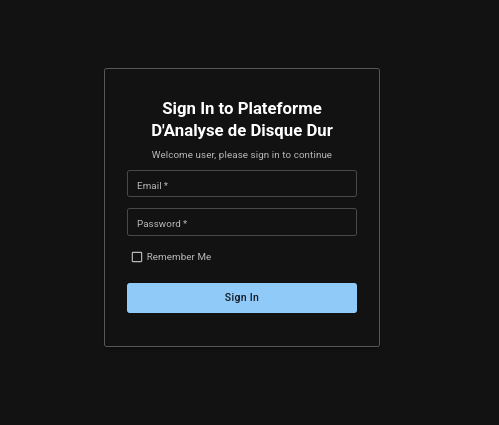 Sign In to Plateforme
D'Analyse de Disque Dur
Welcome user, please sign in to continue
Email *
Password *
Remember Me
Sign In